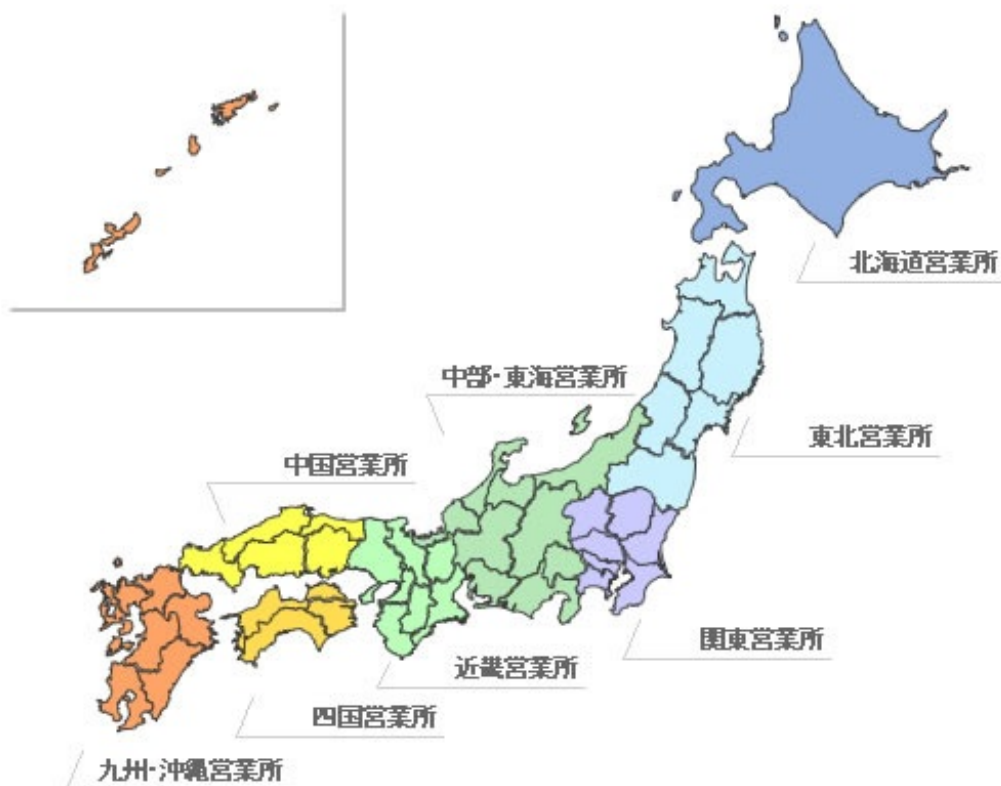 北海道営業所
中部・東海営業所
東北営業所
中国営業所
関東営業所
近畿営業所
四国営業所
九州・沖縄営業所